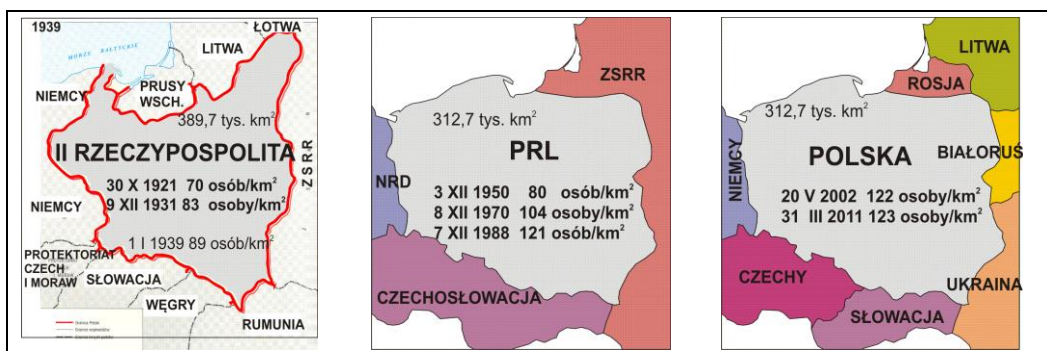 1939
ŁOTWA
MORZE BAŁTYCKIE
LITWA
NIEMCY
PRUSY
WSCH.
389,7 tys. km²
II RZECZYPOSPOLITA
30 X 1921 70 osób/km²
9 XII 1931 83 osoby/km²
1 I 1939 89 osób/km²
Z S R R
NIEMCY
PROTEKTORIAT
CZECH
I MORAW
SŁOWACJA
WĘGRY
RUMUNIA
Granica Polski
ZSRR
312,7 tys. km²
PRL
NRD
3 XII 1950 80 osób/km²
8 XII 1970 104 osoby/km²
7 XII 1988 121 osób/km²
CZECHOSŁOWACJA
LITWA
ROSJA
312,7 tys. km²
NIEMCY
POLSKA
BIAŁORUŚ
20 V 2002 122 osoby/km²
31 III 2011 123 osoby/km²
CZECHY
UKRAINA
SŁOWACJA